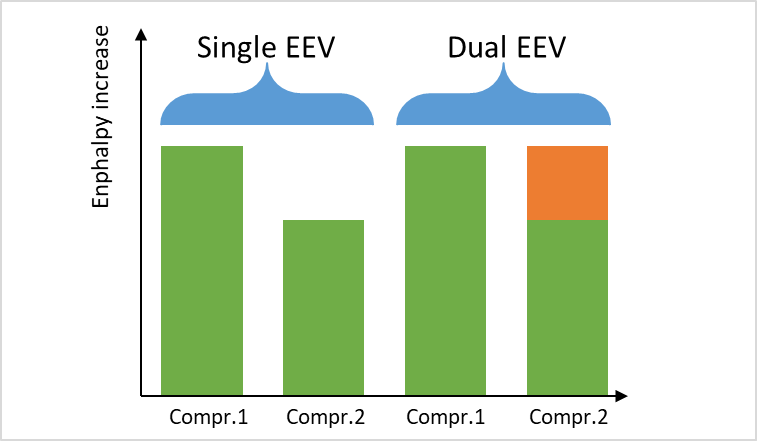 Single EEV
Dual EEV
Enphalpy increase
Compr.1
Compr.2
Compr.1
Compr.2